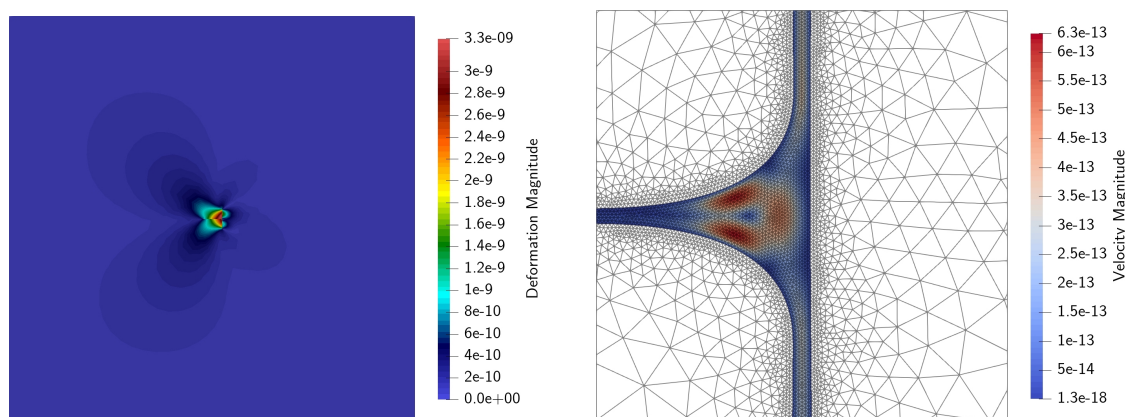 3.3e-09
3e-9
2.8e-9
2.6e-9
2.4e-9
2.2e-9
2e-9
1.8e-9
1.6e-9
1.4e-9
1.2e-9
1e-9
8e-10
6e-10
4e-10
2e-10
0.0e+00
Deformation Magnitude
6.3e-13
6e-13
5.5e-13
5e-13
4.5e-13
4e-13
3.5e-13
3e-13
2.5e-13
2e-13
1.5e-13
1e-13
5e-14
1.3e-18
Velocity Magnitude